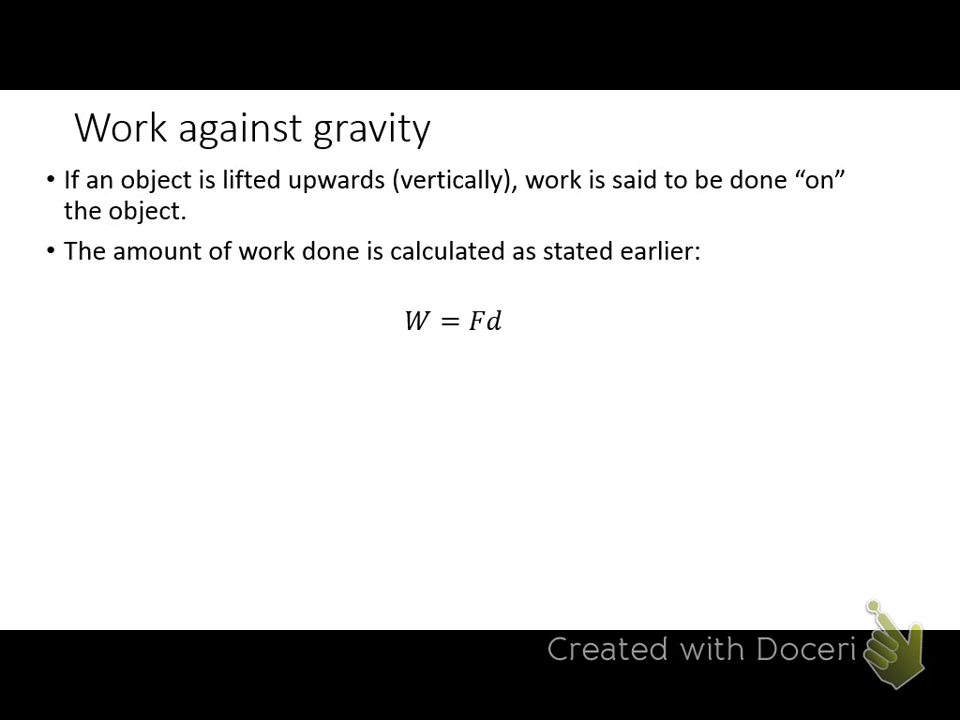 Work against gravity
• If an object is lifted upwards (vertically), work is said to be done “on”
the object.
• The amount of work done is calculated as stated earlier:
W = Fd
Created with Doceri